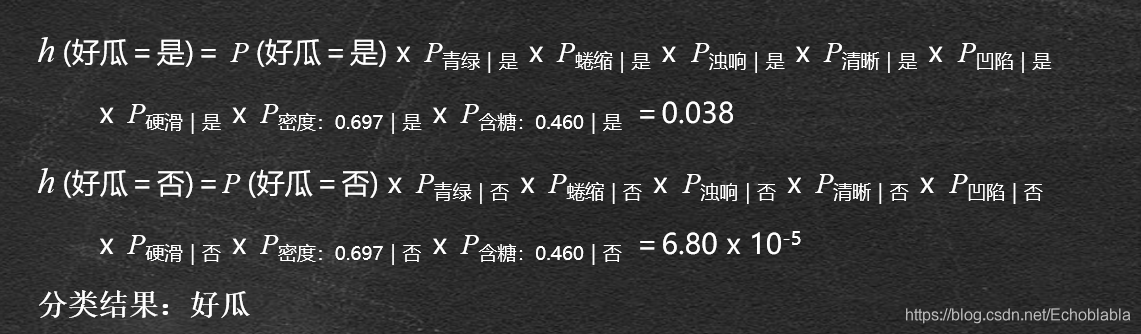 h (好瓜 = 是) = P (好瓜 = 是) x P青绿 | 是 x P蜷缩 | 是 x P浊响 | 是 x P清晰 | 是 x P凹陷 | 是
x P硬滑 | 是 x P密度：0.697 | 是 x P含糖：0.460 | 是 = 0.038
h (好瓜 = 否) = P (好瓜 = 否) x P青绿 | 否 x P蜷缩 | 否 x P浊响 | 否 x P清晰 | 否 x P凹陷 | 否
x P硬滑 | 否 x P密度：0.697 | 否 x P含糖：0.460 | 否 = 6.80 x 10-5
分类结果：好瓜
https://blog.csdn.net/Echoblabla